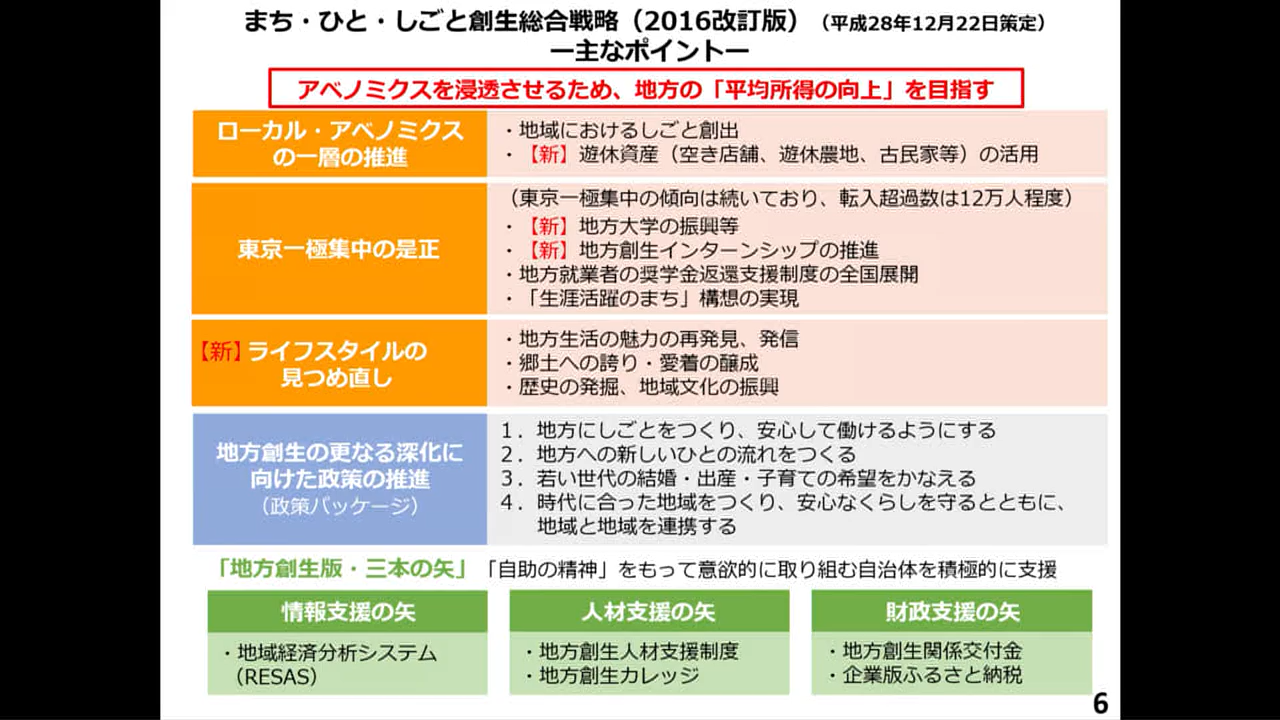 まち・ひと・しごと創生総合戦略（2016改訂版）（平成28年12月22日策定）
ー主なポイントー
アベノミクスを浸透させるため、地方の「平均所得の向上」を目指す
ローカル・アベノミクス
の一層の推進
・地域におけるしごと創出
・【新】遊休資産（空き店舗、遊休農地、古民家等）の活用
東京一極集中の是正
（東京一極集中の傾向は続いており、転入超過数は12万人程度）
・【新】地方大学の振興等
・【新】地方創生インターンシップの推進
・地方就業者の奨学金返還支援制度の全国展開
・「生涯活躍のまち」構想の実現
【新】ライフスタイルの
見つめ直し
・地方生活の魅力の再発見、発信
・郷土への誇り・愛着の醸成
・歴史の発掘、地域文化の振興
地方創生の更なる深化に
向けた政策の推進
（政策パッケージ）
１．地方にしごとをつくり、安心して働けるようにする
２．地方への新しいひとの流れをつくる
３．若い世代の結婚・出産・子育ての希望をかなえる
４．時代に合った地域をつくり、安心なくらしを守るとともに、
地域と地域を連携する
「地方創生版・三本の矢」「自助の精神」をもって意欲的に取り組む自治体を積極的に支援
情報支援の矢
・地域経済分析システム
（RESAS）
人材支援の矢
・地方創生人材支援制度
・地方創生カレッジ
財政支援の矢
・地方創生関係交付金
・企業版ふるさと納税
6